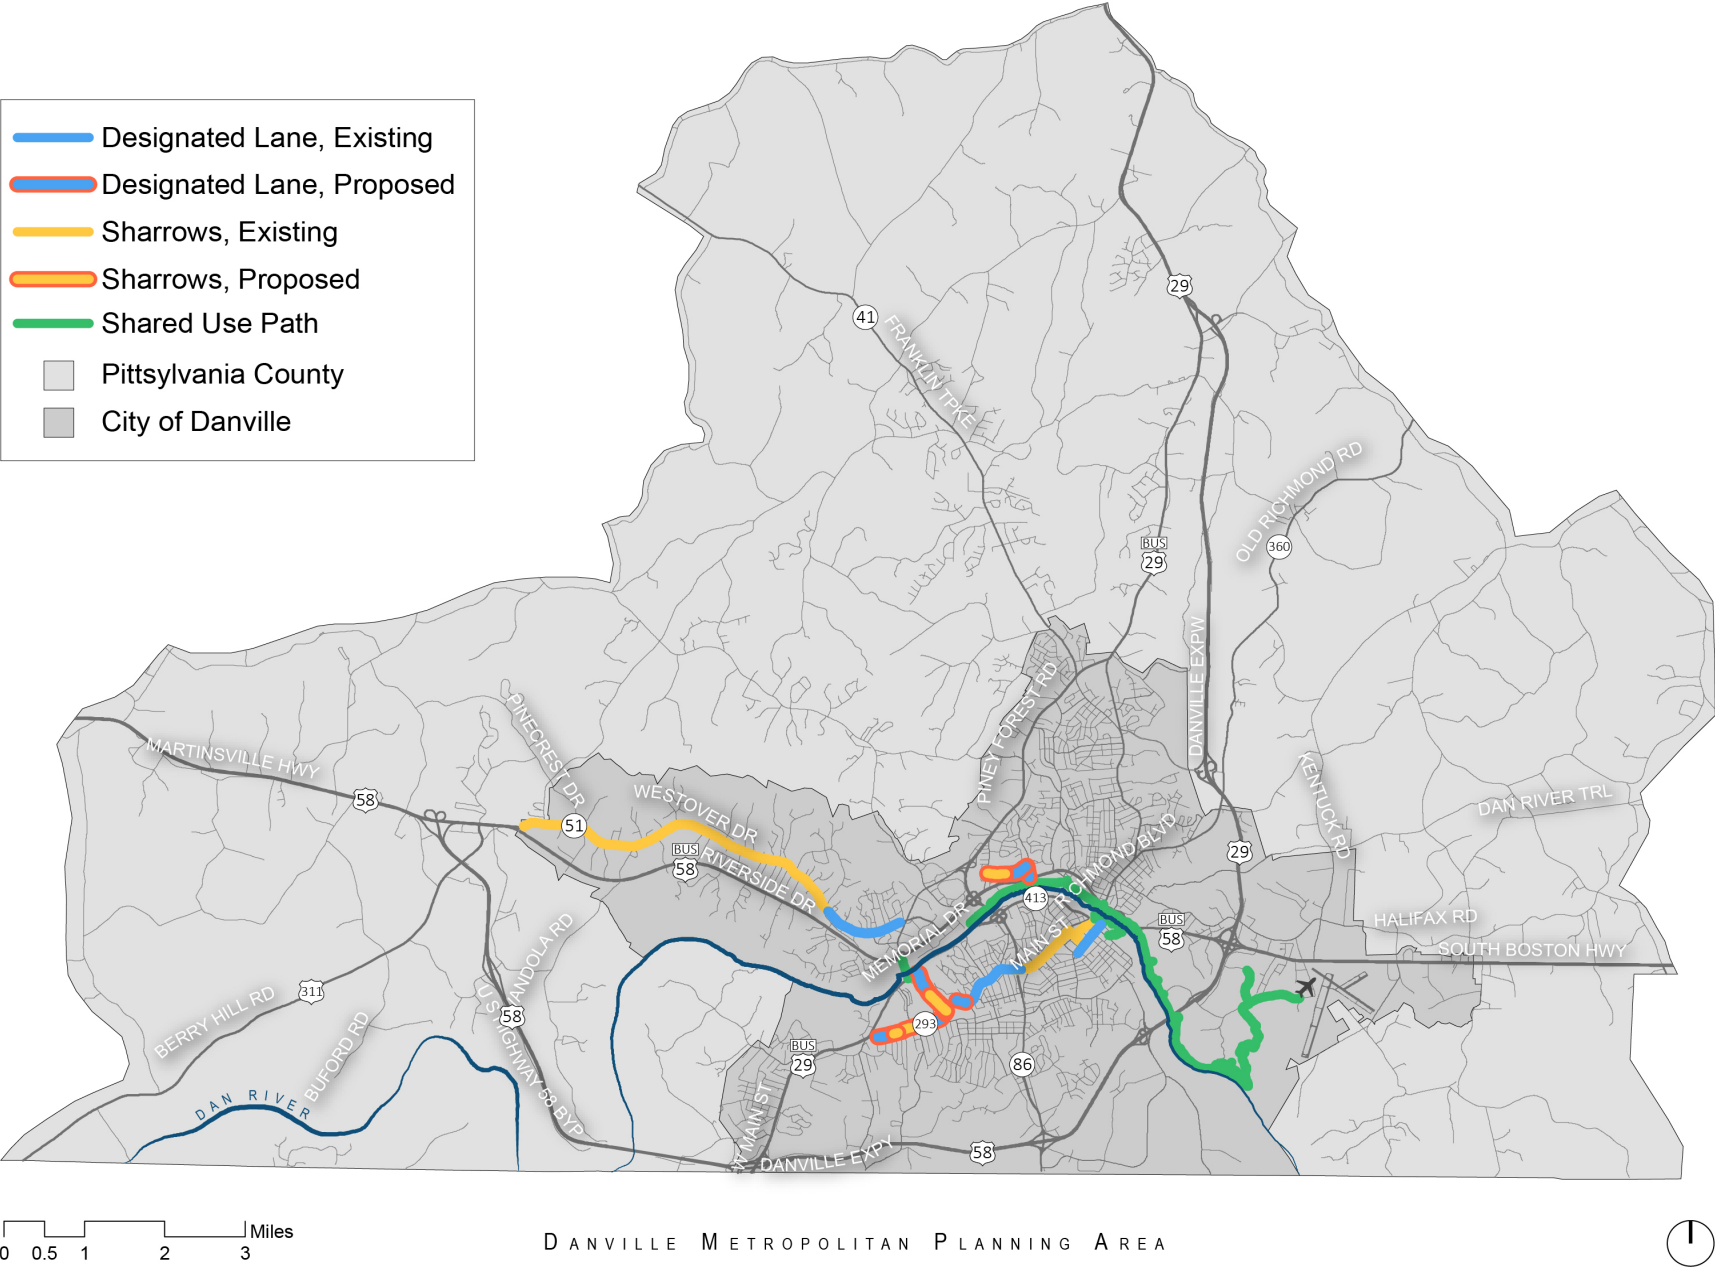 Designated Lane, Existing
Designated Lane, Proposed
Sharrows, Existing
Sharrows, Proposed
Shared Use Path
Pittsylvania County
City of Danville
29
41
FRANKLIN TPKE
OLD RICHMOND RD
360
BUS
29
DANVILLE EXPW
PINEY FOREST RD
PINECREST DR
MARTINSVILLE HWY
58
51
WESTOVER DR
BUS
58
RIVERSIDE DR
KENTUCK RD
DAN RIVER TRL
29
RICHMOND BLVD
413
MEMORIAL DR
MAIN ST
BUS
58
HALIFAX RD
SOUTH BOSTON HWY
311
BERRY HILL RD
BUFORD RD
58
U S HIGHWAY 58 BYP
293
BUS
29
86
DAN RIVER
W MAIN ST
DANVILLE EXPY
58
0 0.5 1 2 3 Miles
DANVILLE METROPOLITAN PLANNING AREA